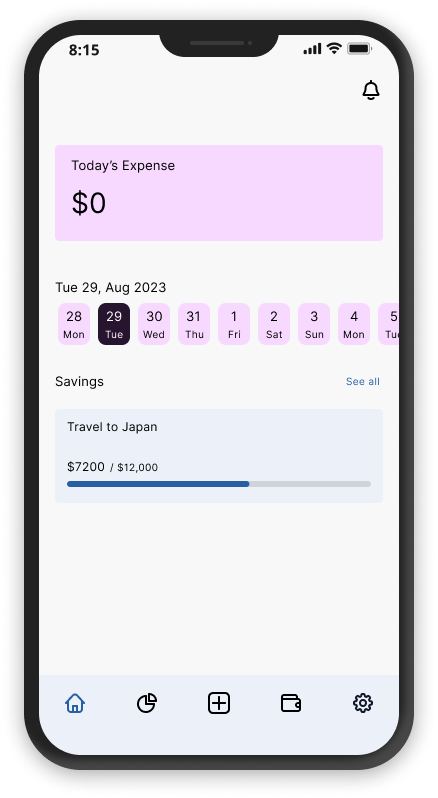 8:15
Today’s Expense
$0
Tue 29, Aug 2023
28 29 30 31 1 2 3 4 5
Mon Tue Wed Thu Fri Sat Sun Mon Tue
Savings See all
Travel to Japan
$7200 / $12,000